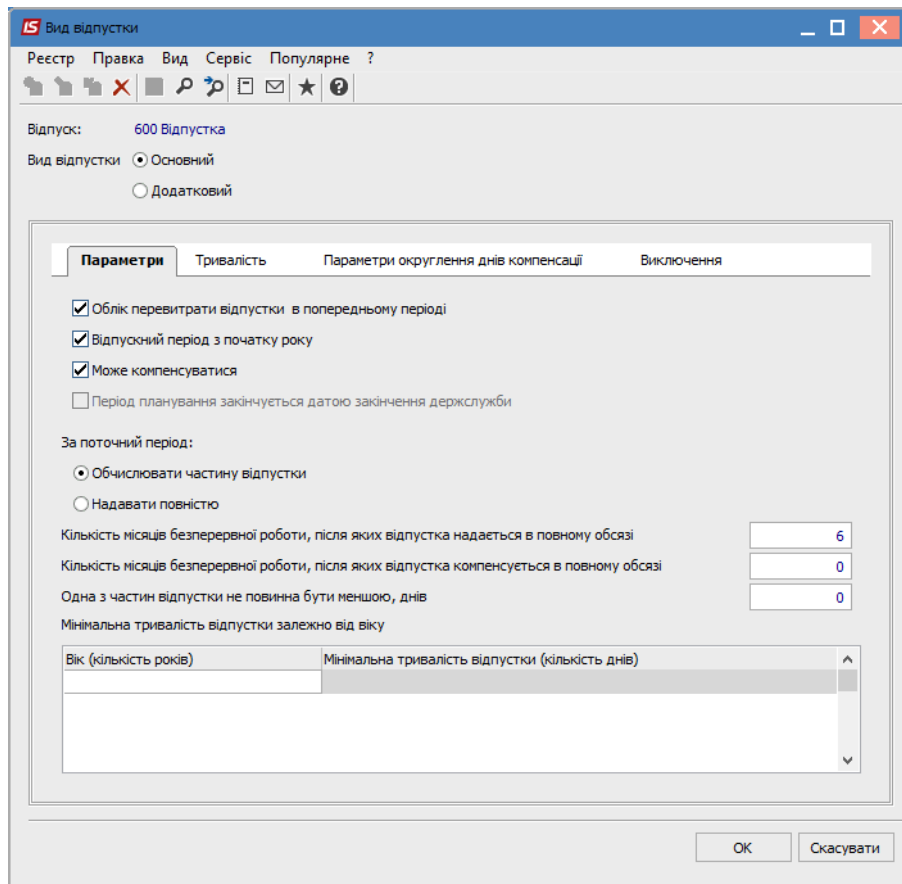 IS Вид відпустки
Реєстр Правка Вид Сервіс Популярне ?
Відпуск: 600 Відпустка
Вид відпустки Основний
Додатковий
Параметри Тривалість Параметри округлення днів компенсації Виключення
Облік перевитрати відпустки в попередньому періоді
Відпускний період з початку року
Може компенсуватися
Період планування закінчується датою закінчення держслужби
За поточний період:
Обчислювати частину відпустки
Надавати повністю
Кількість місяців безперервної роботи, після яких відпустка надається в повному обсязі 6
Кількість місяців безперервної роботи, після яких відпустка компенсується в повному обсязі 0
Одна з частин відпустки не повинна бути меншою, днів 0
Мінімальна тривалість відпустки залежно від віку
Вік (кількість років) Мінімальна тривалість відпустки (кількість днів)
OK Скасувати